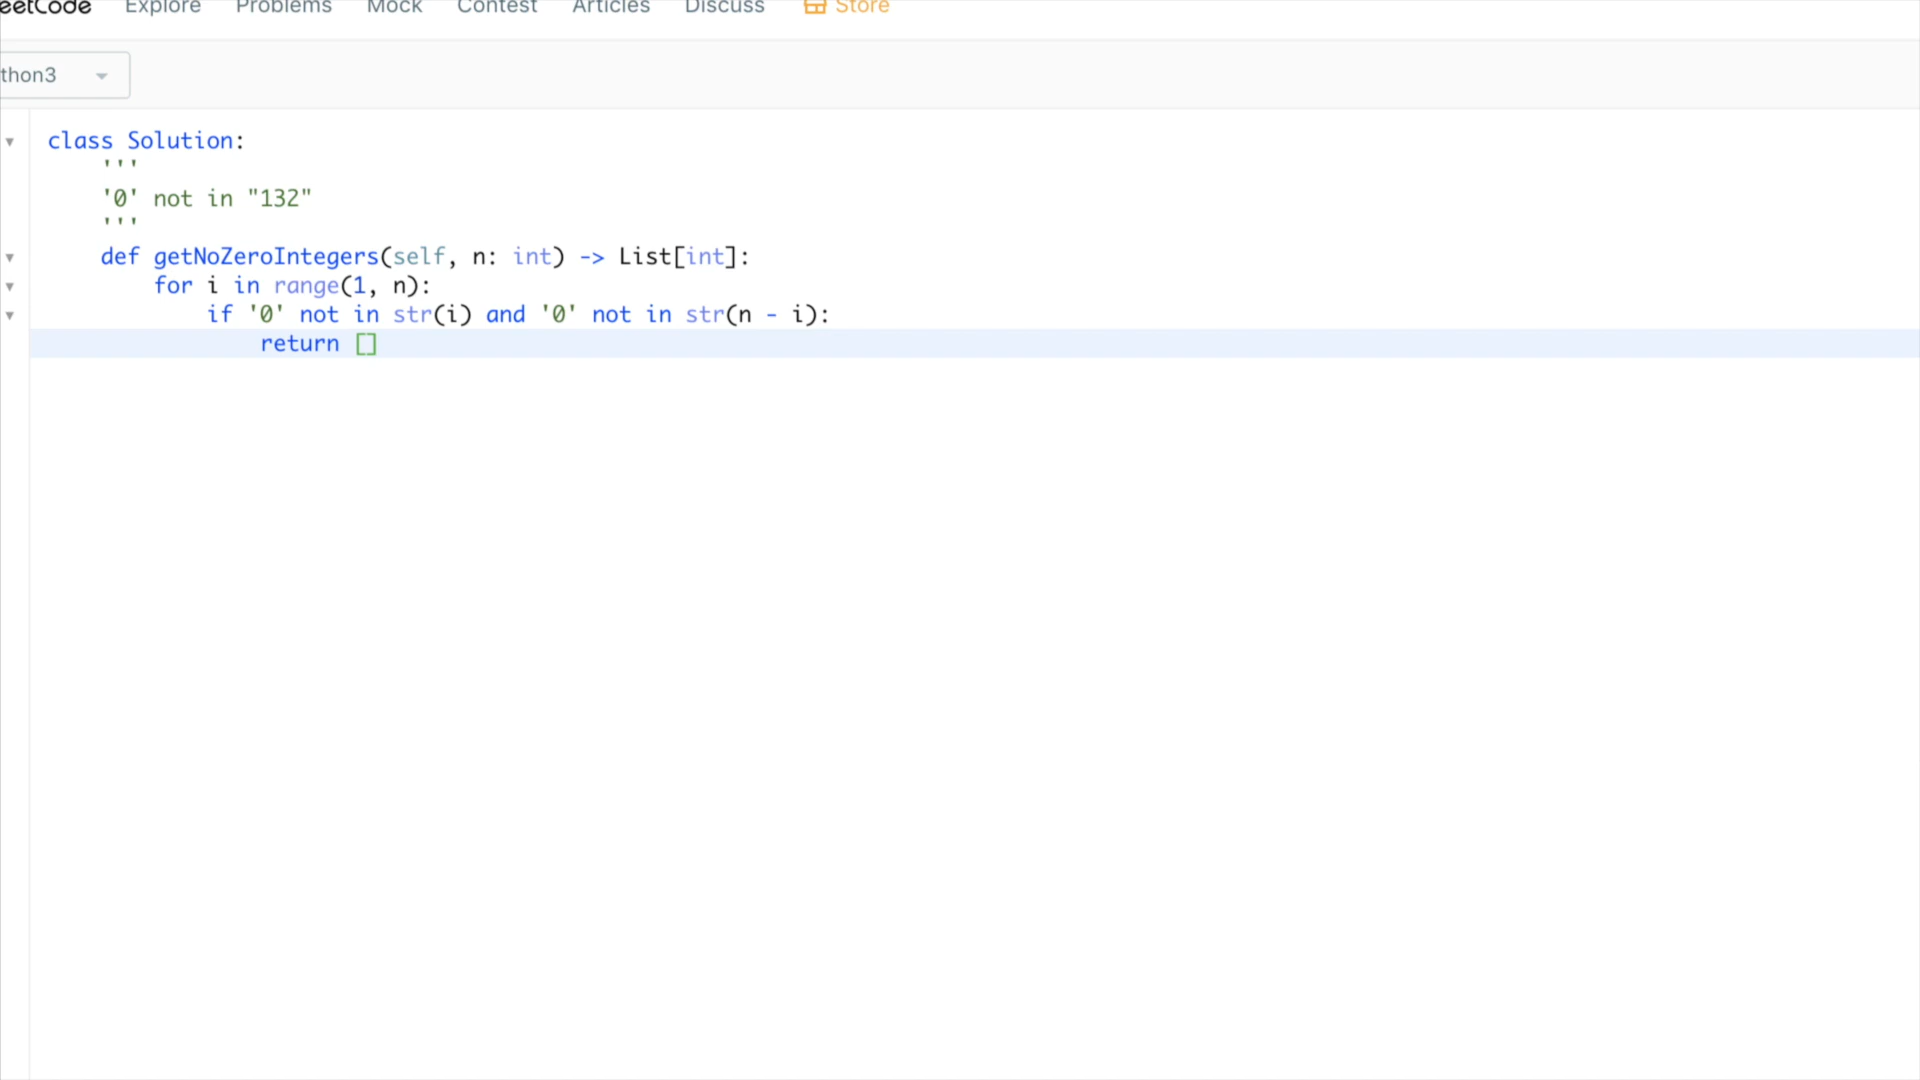 eetCode Explore Problems Mock Contest Articles Discuss Store
thon3
class Solution:
'''
'0' not in "132"
'''
def getNoZeroIntegers(self, n: int) -> List[int]:
for i in range(1, n):
if '0' not in str(i) and '0' not in str(n - i):
return []